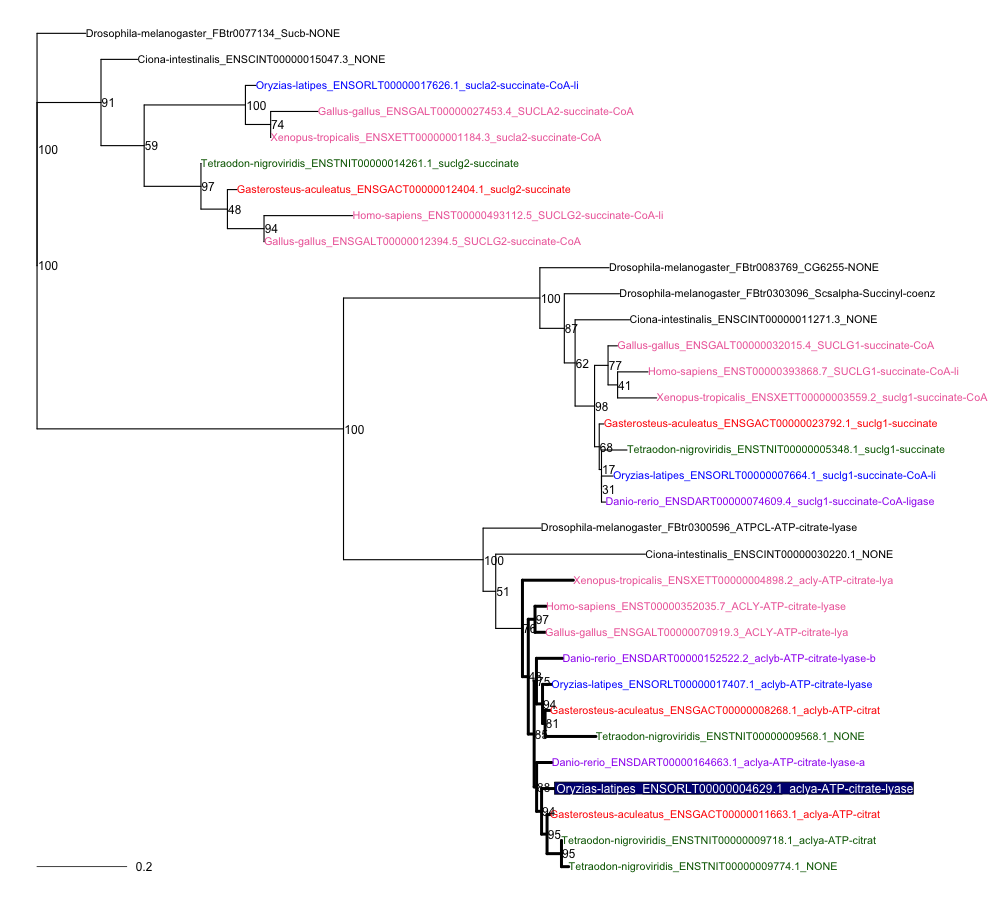 Drosophila-melanogaster_FBtr0077134_Sucb-NONE
Ciona-intestinalis_ENSCINT00000015047.3_NONE
Oryzias-latipes_ENSORLT00000017626.1_sucla2-succinate-CoA-li
91
100
Gallus-gallus_ENSGALT00000027453.4_SUCLA2-succinate-CoA
74
Xenopus-tropicalis_ENSXETT00000001184.3_sucla2-succinate-CoA
100
59
Tetraodon-nigroviridis_ENSTNIT00000014261.1_suclg2-succinate
97
Gasterosteus-aculeatus_ENSGACT00000012404.1_suclg2-succinate
48
Homo-sapiens_ENST00000493112.5_SUCLG2-succinate-CoA-li
94
Gallus-gallus_ENSGALT00000012394.5_SUCLG2-succinate-CoA
100
Drosophila-melanogaster_FBtr0083769_CG6255-NONE
100
Drosophila-melanogaster_FBtr0303096_Scsalpha-Succinyl-coenz
87
Ciona-intestinalis_ENSCINT00000011271.3_NONE
Gallus-gallus_ENSGALT00000032015.4_SUCLG1-succinate-CoA
62
77
Homo-sapiens_ENST00000393868.7_SUCLG1-succinate-CoA-li
41
Xenopus-tropicalis_ENSXETT00000003559.2_suclg1-succinate-CoA
98
Gasterosteus-aculeatus_ENSGACT00000023792.1_suclg1-succinate
100
68
Tetraodon-nigroviridis_ENSTNIT00000005348.1_suclg1-succinate
17
Oryzias-latipes_ENSORLT00000007664.1_suclg1-succinate-CoA-li
31
Danio-rerio_ENSDART00000074609.4_suclg1-succinate-CoA-ligase
Drosophila-melanogaster_FBtr0300596_ATPCL-ATP-citrate-lyase
100
Ciona-intestinalis_ENSCINT00000030220.1_NONE
51
Xenopus-tropicalis_ENSXETT00000004898.2_acly-ATP-citrate-lya
Homo-sapiens_ENST00000352035.7_ACLY-ATP-citrate-lyase
97
Gallus-gallus_ENSGALT00000070919.3_ACLY-ATP-citrate-lya
Danio-rerio_ENSDART00000152522.2_aclyb-ATP-citrate-lyase-b
Oryzias-latipes_ENSORLT00000017407.1_aclyb-ATP-citrate-lyase
94
Gasterosteus-aculeatus_ENSGACT00000008268.1_aclyb-ATP-citrat
81
Tetraodon-nigroviridis_ENSTNIT00000009568.1_NONE
Danio-rerio_ENSDART00000164663.1_aclya-ATP-citrate-lyase-a
Oryzias-latipes_ENSORLT00000004629.1_aclya-ATP-citrate-lyase
94
Gasterosteus-aculeatus_ENSGACT00000011663.1_aclya-ATP-citrat
95
Tetraodon-nigroviridis_ENSTNIT00000009718.1_aclya-ATP-citrat
95
Tetraodon-nigroviridis_ENSTNIT00000009774.1_NONE
0.2